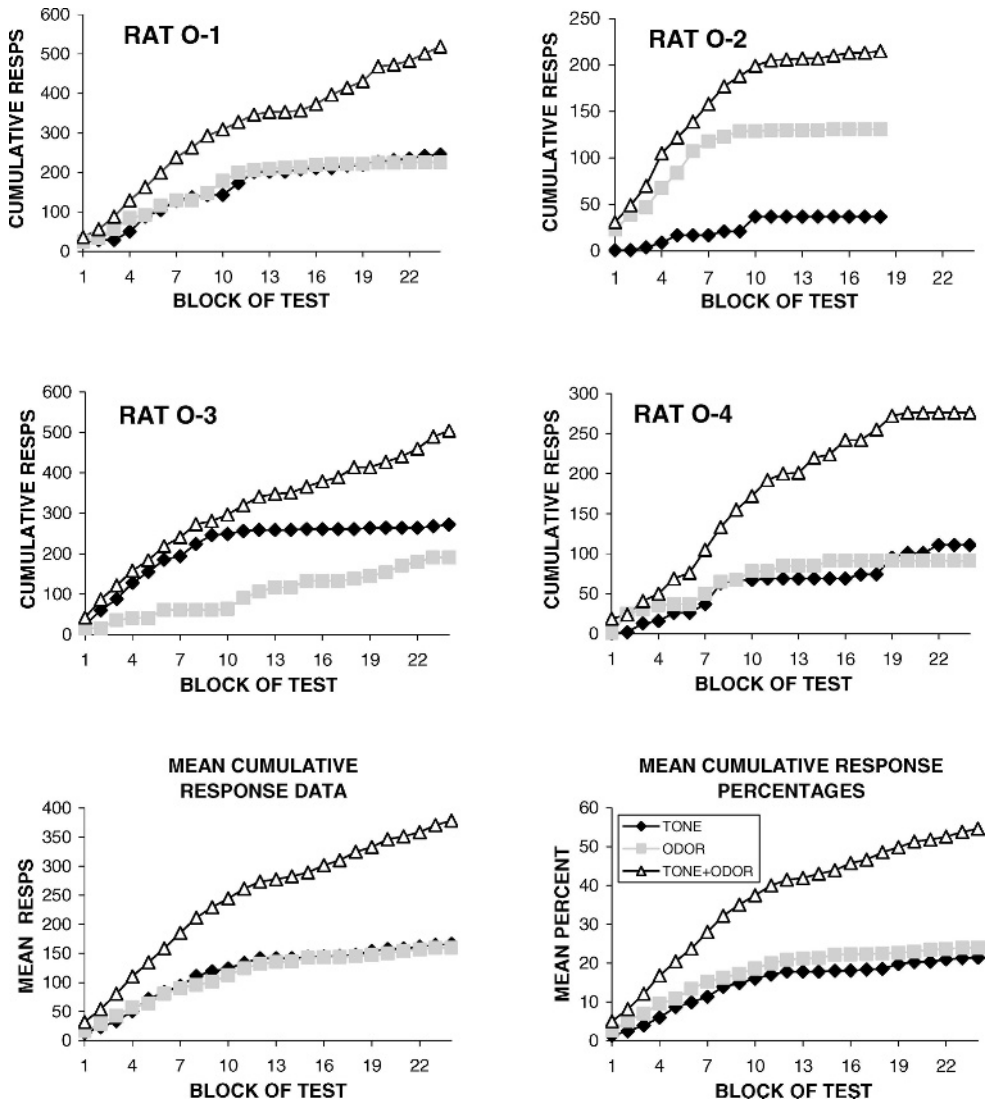 RAT O-1
CUMULATIVE RESPS
600
500
400
300
200
100
0
1 4 7 10 13 16 19 22
BLOCK OF TEST
RAT O-2
CUMULATIVE RESPS
250
200
150
100
50
0
1 4 7 10 13 16 19 22
BLOCK OF TEST
RAT O-3
CUMULATIVE RESPS
600
500
400
300
200
100
0
1 4 7 10 13 16 19 22
BLOCK OF TEST
RAT O-4
CUMULATIVE RESPS
300
250
200
150
100
50
0
1 4 7 10 13 16 19 22
BLOCK OF TEST
MEAN CUMULATIVE
RESPONSE DATA
MEAN RESPS
400
350
300
250
200
150
100
50
0
1 4 7 10 13 16 19 22
BLOCK OF TEST
MEAN CUMULATIVE RESPONSE
PERCENTAGES
MEAN PERCENT
60
50
40
30
20
10
0
TONE
ODOR
TONE+ODOR
1 4 7 10 13 16 19 22
BLOCK OF TEST